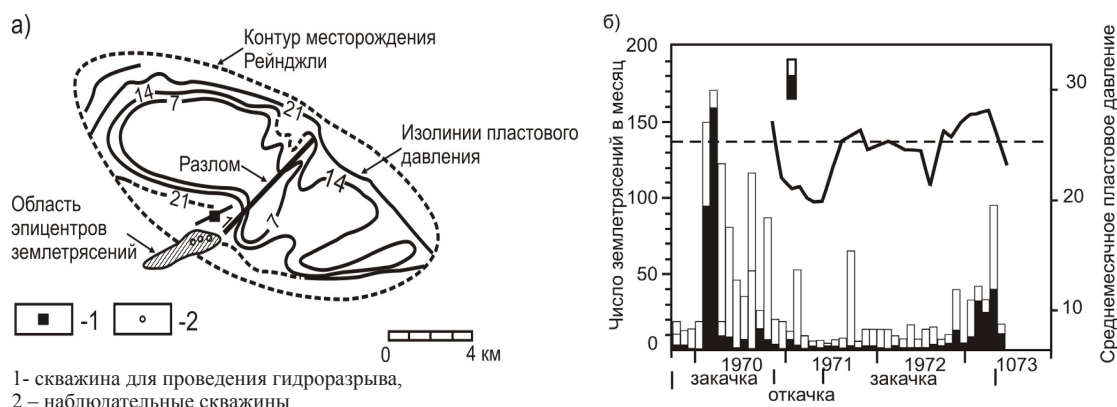 а)
Контур месторождения
Рейнджли
14
7
21
Изолинии пластового
давления
Разлом
14
21
7
Область
эпицентров
землетрясений
-1
-2
0 4 км
1- скважина для проведения гидроразрыва,
2 – наблюдательные скважины
б)
Число землетрясений в месяц
200
150
100
50
0
30
20
10
Среднемесячное пластовое давление
1970 1971 1972 1073
закачка откачка закачка